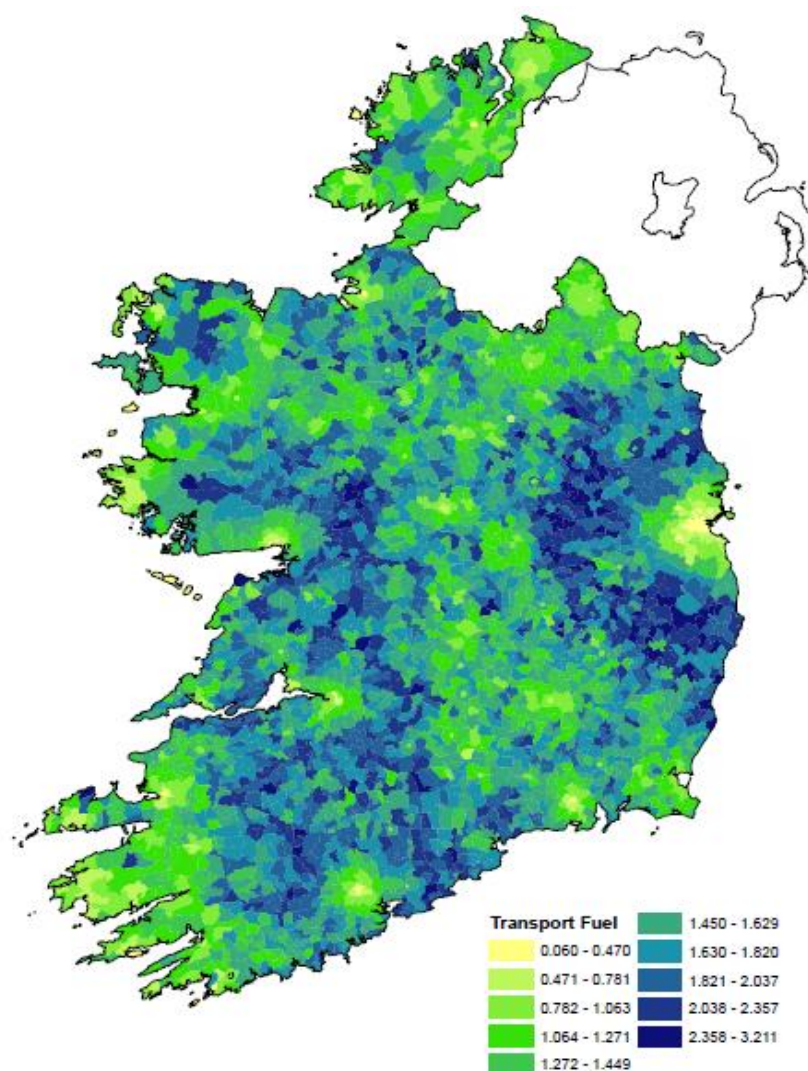 Transport Fuel
0.060 - 0.470
0.471 - 0.781
0.782 - 1.063
1.064 - 1.271
1.272 - 1.449
1.450 - 1.629
1.630 - 1.820
1.821 - 2.037
2.038 - 2.357
2.358 - 3.211